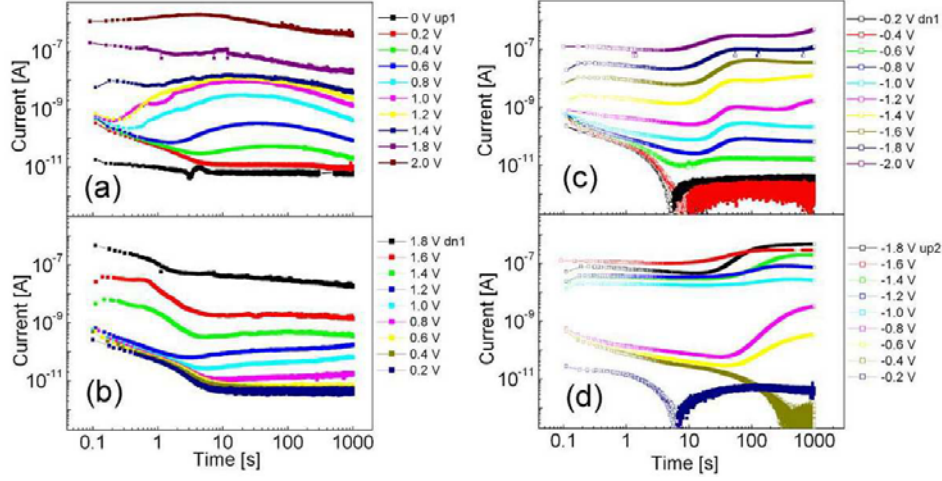 Current [A]
10^-7
10^-9
10^-11
(a)
0 V up1
0.2 V
0.4 V
0.6 V
0.8 V
1.0 V
1.2 V
1.4 V
1.8 V
2.0 V
Current [A]
10^-7
10^-9
10^-11
(b)
0.1 1 10 100 1000
Time [s]
1.8 V dn1
1.6 V
1.4 V
1.2 V
1.0 V
0.8 V
0.6 V
0.4 V
0.2 V
Current [A]
10^-7
10^-9
10^-11
(c)
-0.2 V dn1
-0.4 V
-0.6 V
-0.8 V
-1.0 V
-1.2 V
-1.4 V
-1.6 V
-1.8 V
-2.0 V
Current [A]
10^-7
10^-9
10^-11
(d)
0.1 1 10 100 1000
Time [s]
-1.8 V up2
-1.6 V
-1.4 V
-1.2 V
-1.0 V
-0.8 V
-0.6 V
-0.4 V
-0.2 V